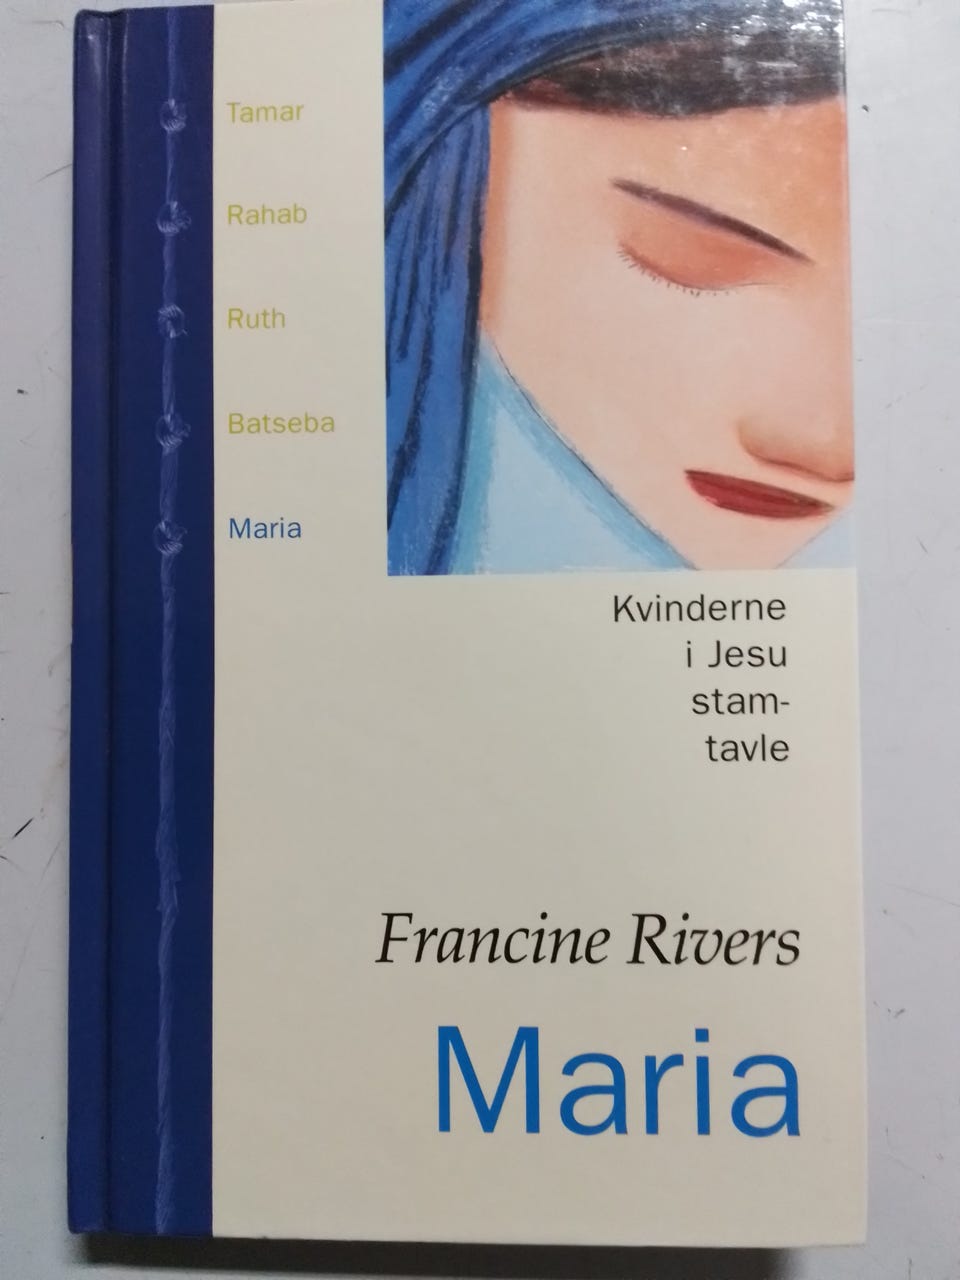 Tamar
Rahab
Ruth
Batseba
Maria
Kvinderne
i Jesu
stam-
tavle
Francine Rivers
Maria